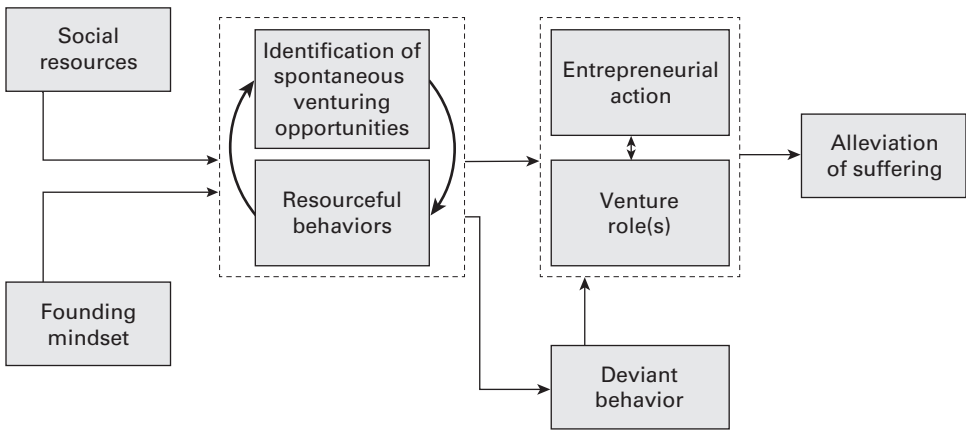 Social
resources
Identification of
spontaneous
venturing
opportunities
Resourceful
behaviors
Founding
mindset
Entrepreneurial
action
Venture
role(s)
Deviant
behavior
Alleviation
of suffering